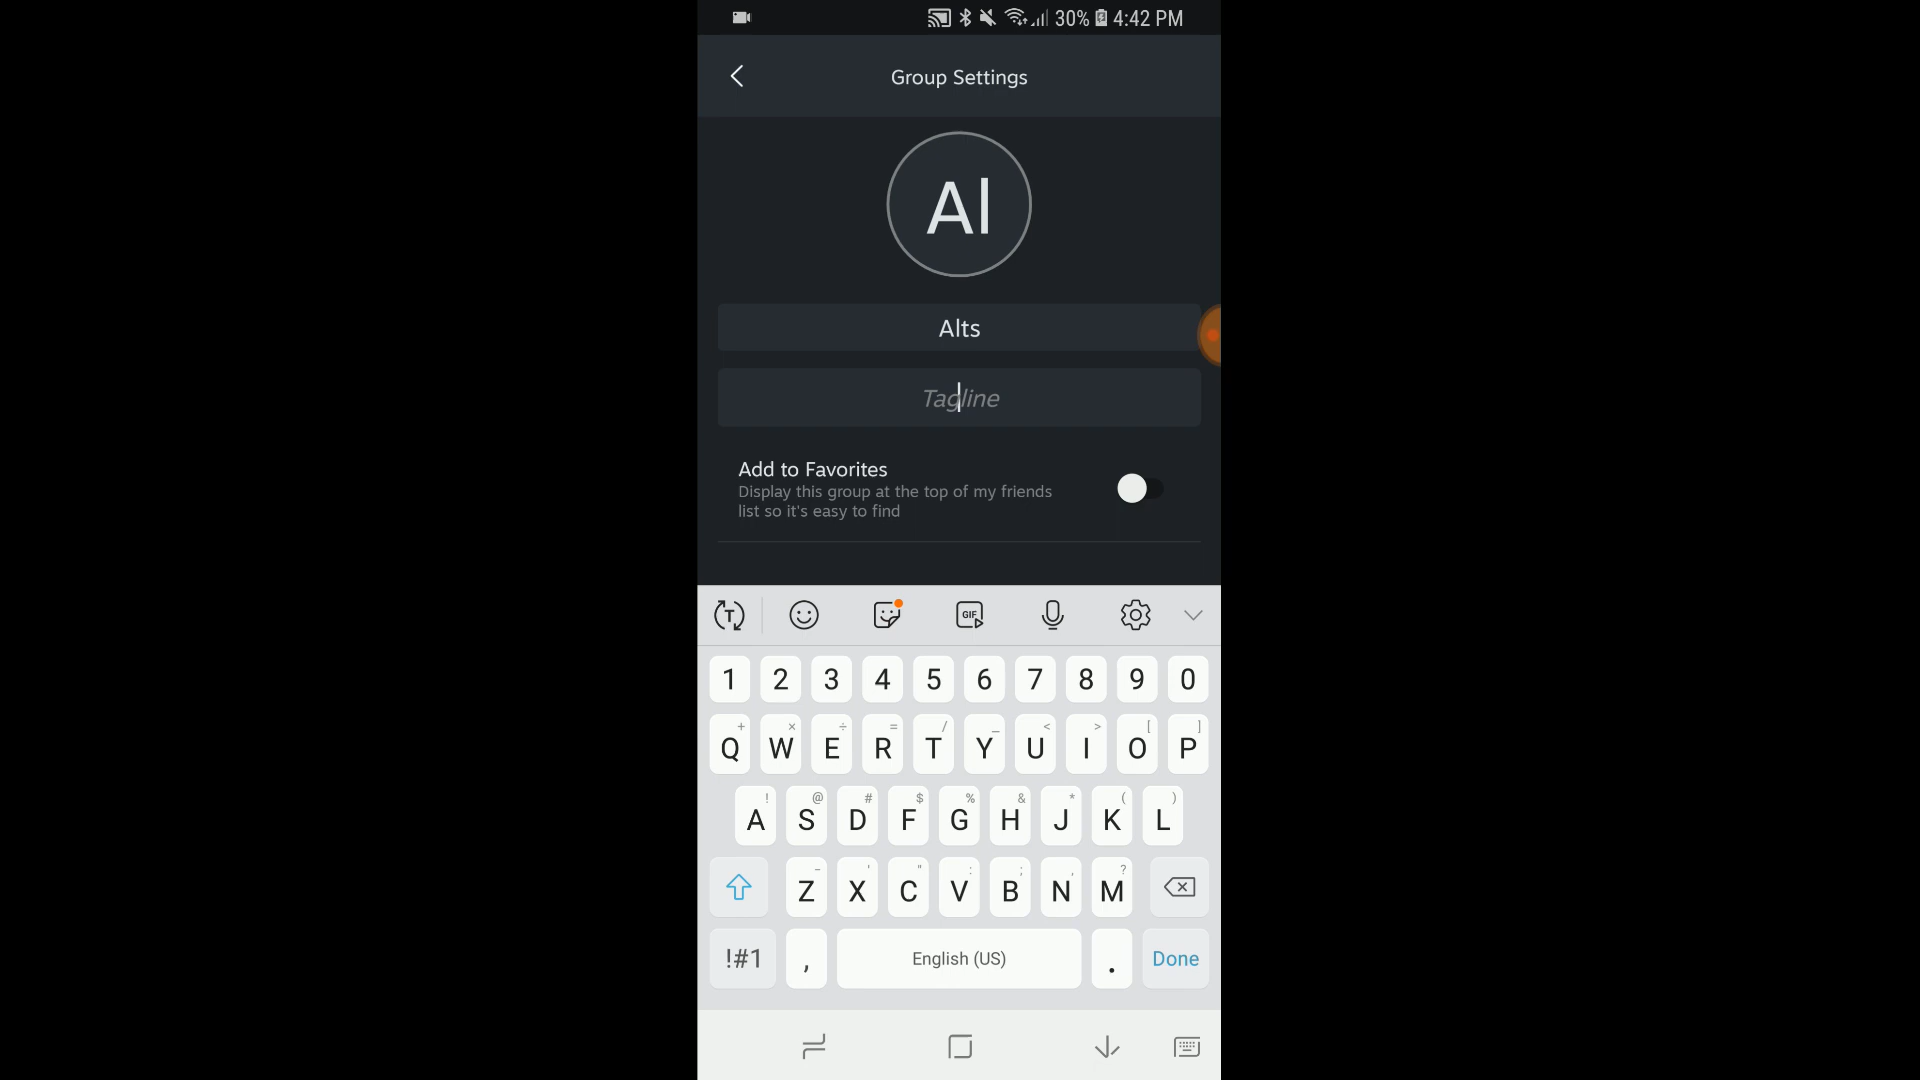 30% 4:42 PM
Group Settings
Al
Alts
Tagline
Add to Favorites
Display this group at the top of my friends
list so it's easy to find
T GIF
1 2 3 4 5 6 7 8 9 0
+ × ÷ = / _ < > [ ]
Q W E R T Y U I O P
! @ # $ % & * ( )
A S D F G H J K L
- ' " : ; , ?
Z X C V B N M
!#1 , English (US) . Done